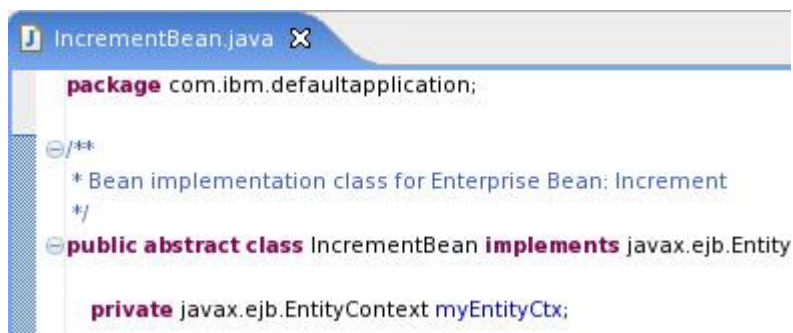 IncrementBean.java
package com.ibm.defaultapplication;
/**
* Bean implementation class for Enterprise Bean: Increment
*/
public abstract class IncrementBean implements javax.ejb.Entity
private javax.ejb.EntityContext myEntityCtx;